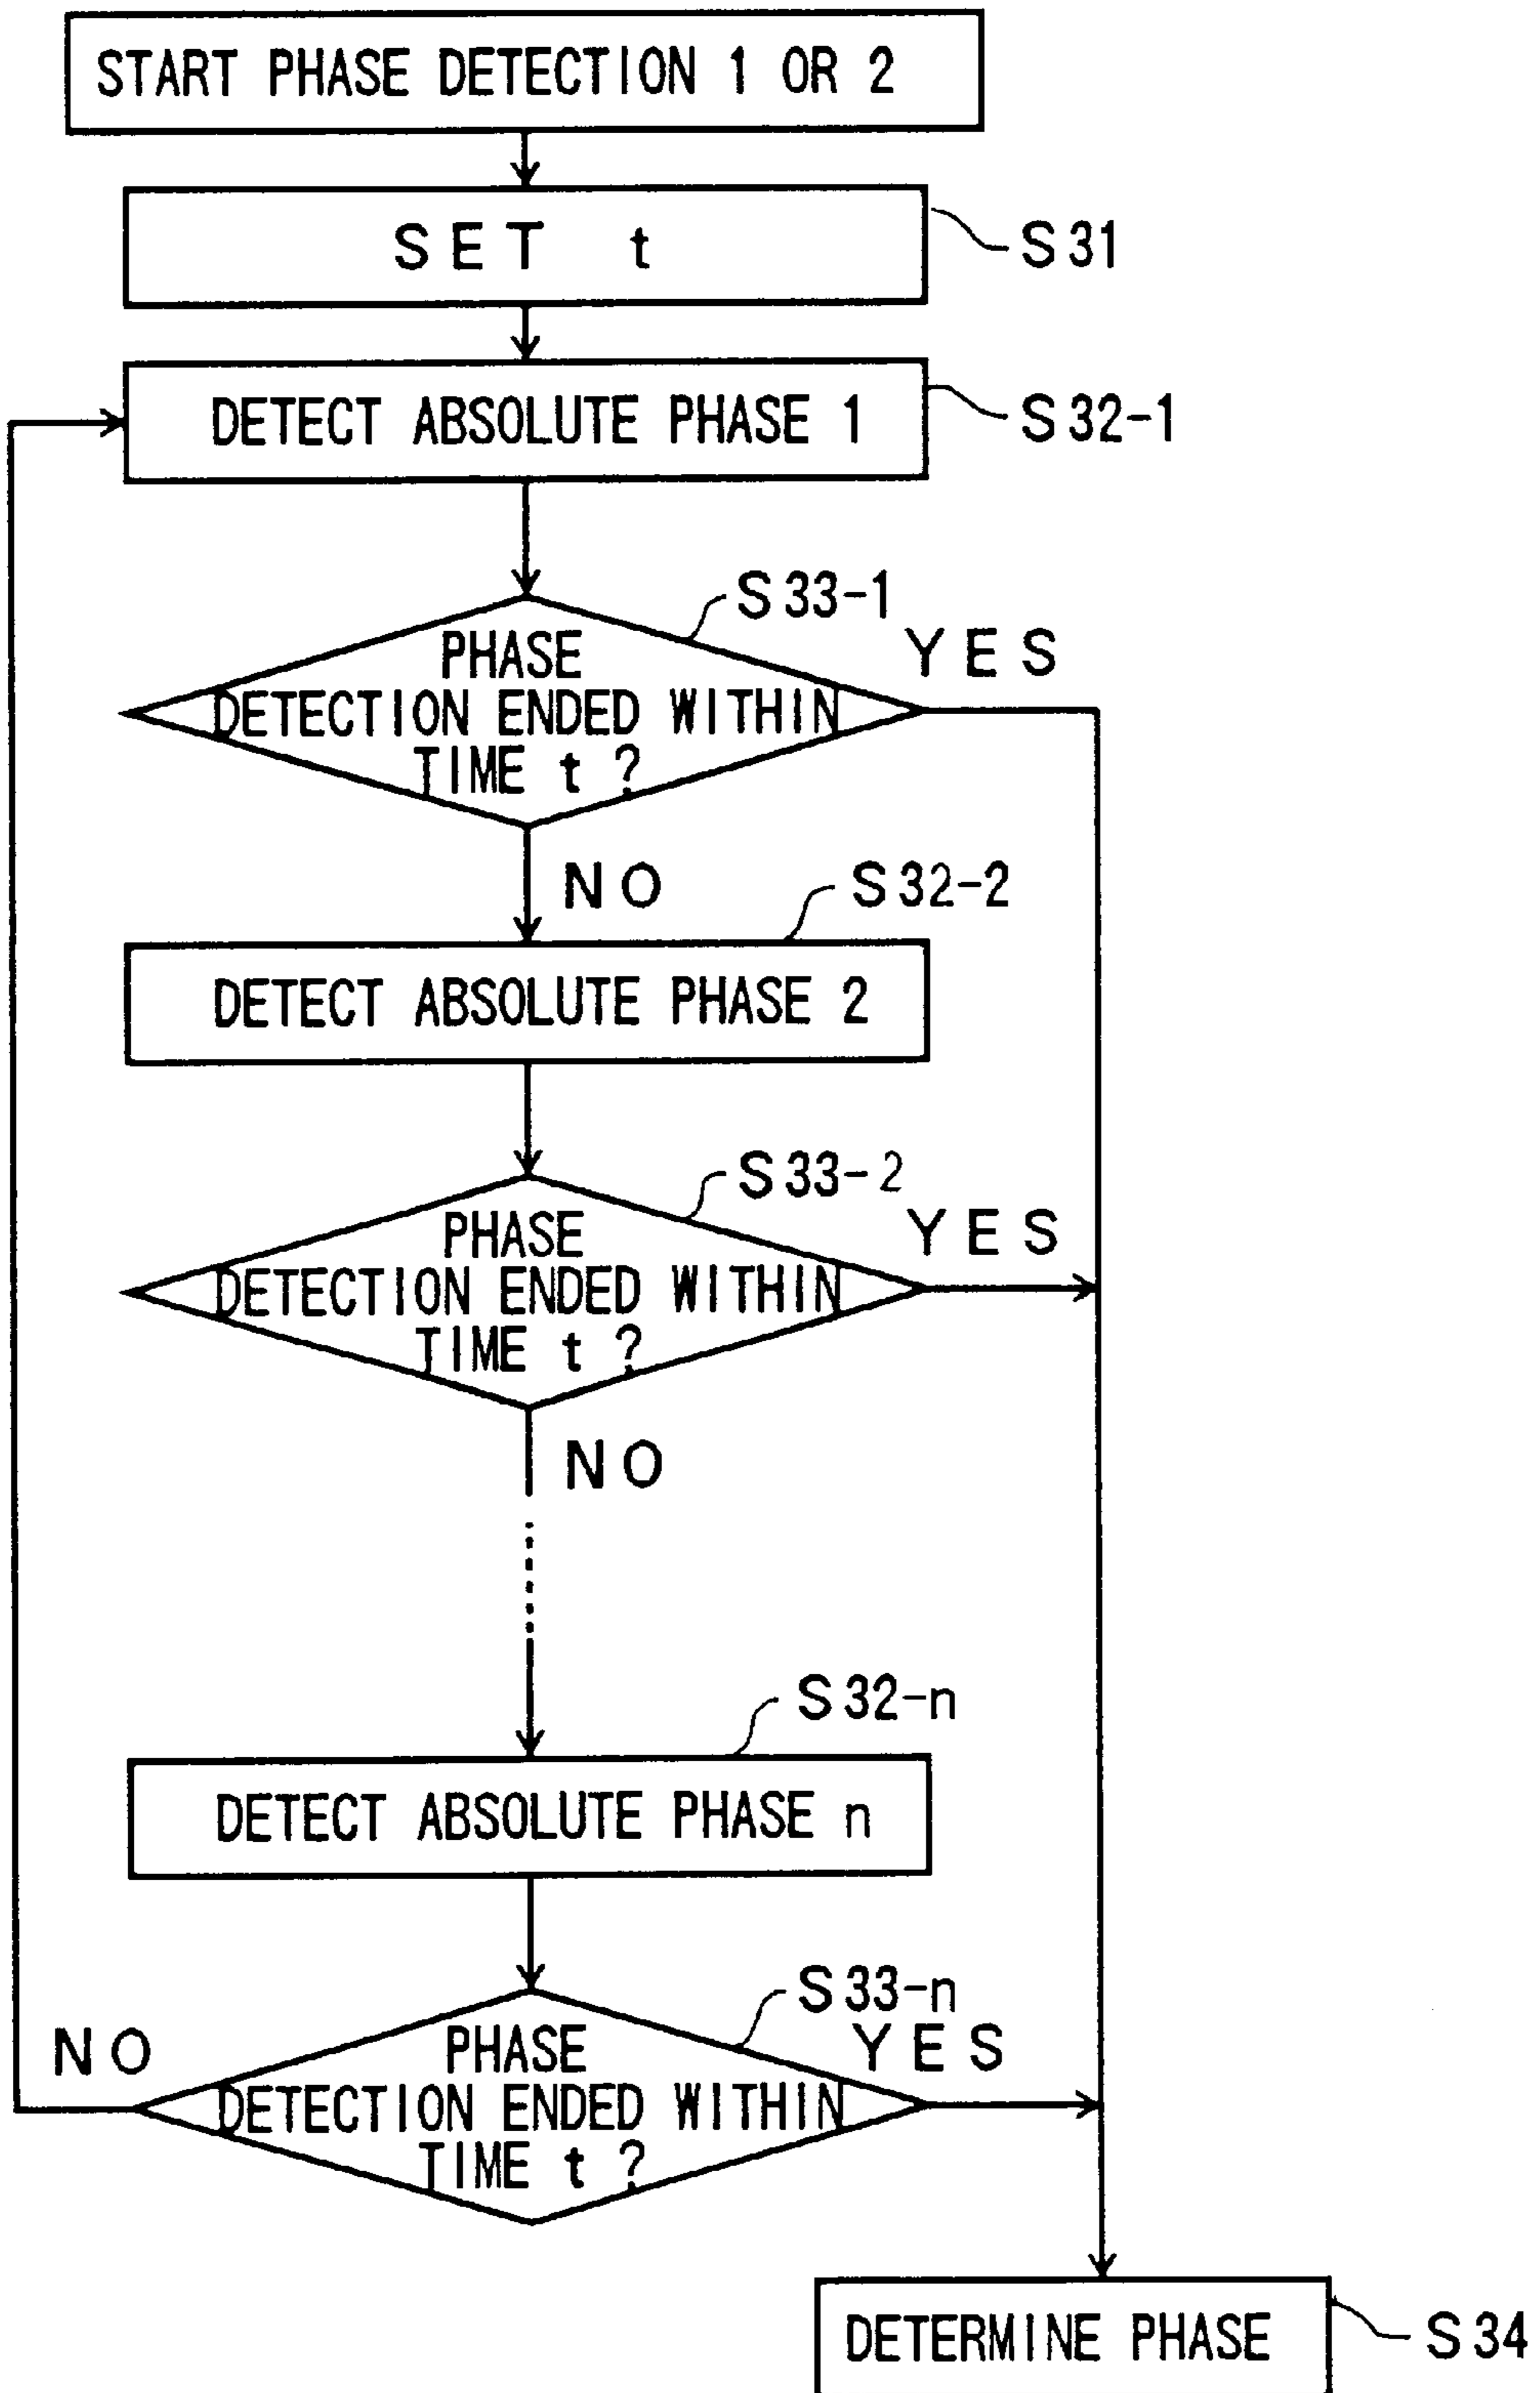 START PHASE DETECTION 1 OR 2
SET t
S31
DETECT ABSOLUTE PHASE 1
S32-1
S33-1
PHASE
DETECTION ENDED WITHIN
TIME t ?
YES
NO
S32-2
DETECT ABSOLUTE PHASE 2
S33-2
PHASE
DETECTION ENDED WITHIN
TIME t ?
YES
NO
S32-n
DETECT ABSOLUTE PHASE n
S33-n
PHASE
DETECTION ENDED WITHIN
TIME t ?
NO
YES
DETERMINE PHASE
S34